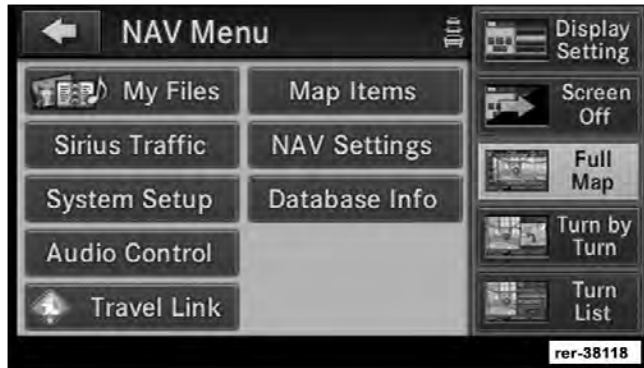 NAV Menu
My Files
Map Items
Sirius Traffic
NAV Settings
System Setup
Database Info
Audio Control
Travel Link
Display
Setting
Screen
Off
Full
Map
Turn by
Turn
Turn
List
rer-38118